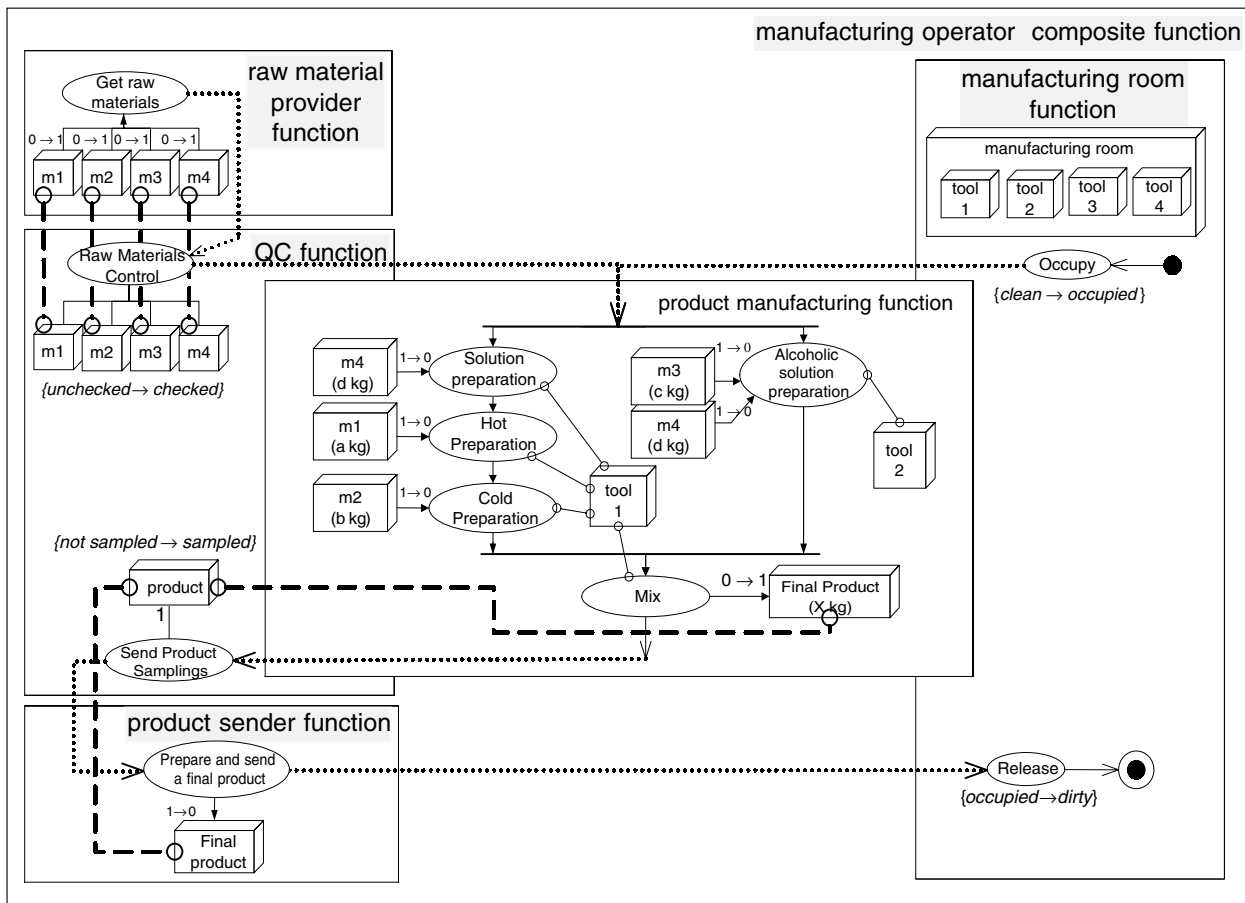 manufacturing operator composite function
raw material
provider
function
Get raw
materials
0 → 1
0 → 1
0 → 1
0 → 1
m1
m2
m3
m4
QC function
Raw Materials
Control
m1
m2
m3
m4
{unchecked → checked}
manufacturing room
function
manufacturing room
tool
1
tool
2
tool
3
tool
4
Occupy
{clean → occupied }
product manufacturing function
m4
(d kg)
1→0
Solution
preparation
m1
(a kg)
1→0
Hot
Preparation
m2
(b kg)
1→0
Cold
Preparation
tool
1
m3
(c kg)
1→0
m4
(d kg)
1→0
Alcoholic
solution
preparation
tool
2
Mix
0 → 1
Final Product
(X kg)
{not sampled → sampled}
product
1
Send Product
Samplings
product sender function
Prepare and send
a final product
1→0
Final
product
Release
{occupied→dirty}